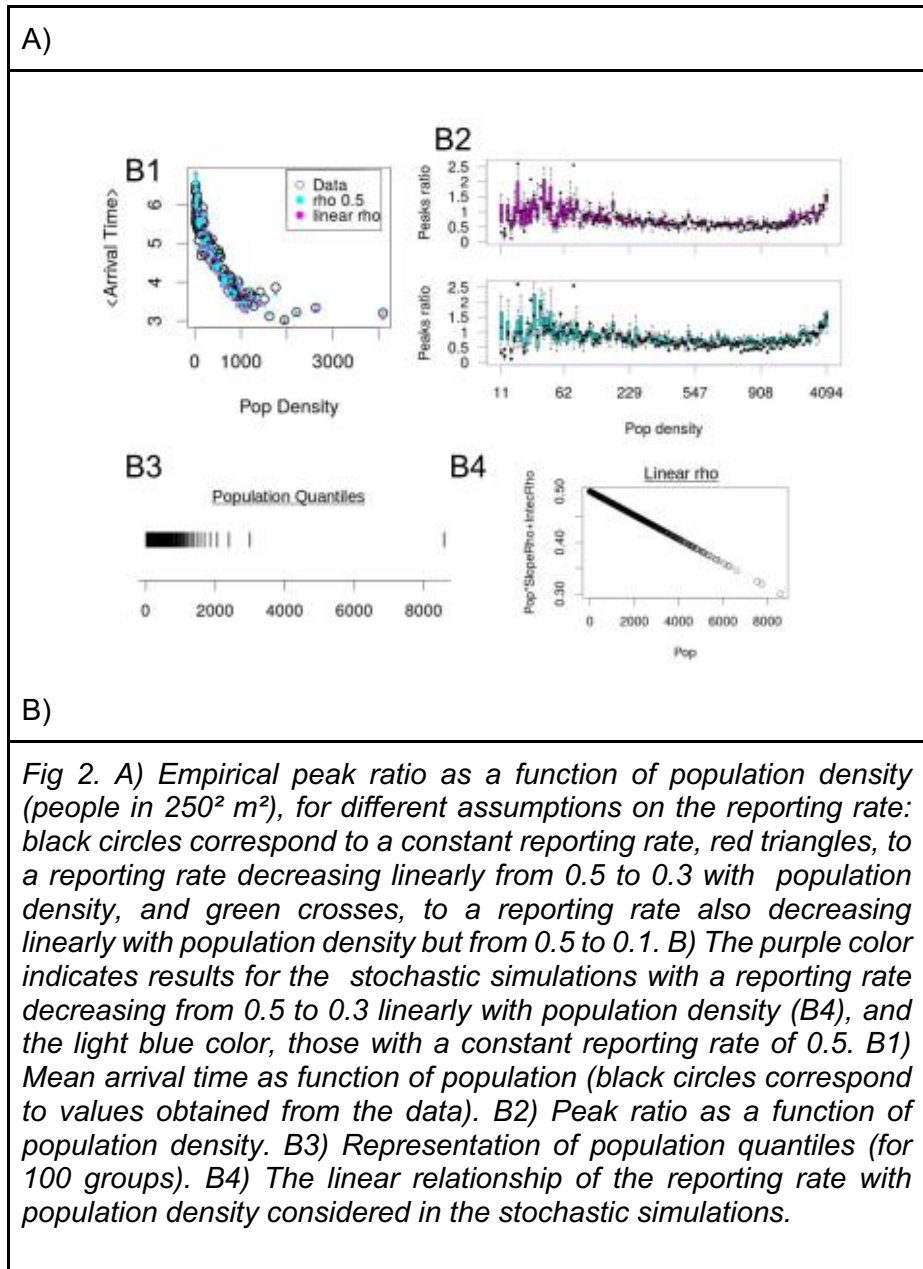 A)
B1
<Arrival Time>
6
5
4
3
0 1000 3000
Pop Density
Data
rho 0.5
linear rho
B2
Peaks ratio
2.5
2
1.5
1
0.5
0
Peaks ratio
2.5
2
1.5
1
0.5
0
11 62 229 547 908 4094
Pop density
B3
Population Quantiles
0 2000 4000 6000 8000
B4
Linear rho
Pop*SlopeRho+IntecRho
0.50
0.40
0.30
0 2000 4000 6000 8000
Pop
B)
Fig 2. A) Empirical peak ratio as a function of population density
(people in 250² m²), for different assumptions on the reporting rate:
black circles correspond to a constant reporting rate, red triangles, to
a reporting rate decreasing linearly from 0.5 to 0.3 with population
density, and green crosses, to a reporting rate also decreasing
linearly with population density but from 0.5 to 0.1. B) The purple color
indicates results for the stochastic simulations with a reporting rate
decreasing from 0.5 to 0.3 linearly with population density (B4), and
the light blue color, those with a constant reporting rate of 0.5. B1)
Mean arrival time as function of population (black circles correspond
to values obtained from the data). B2) Peak ratio as a function of
population density. B3) Representation of population quantiles (for
100 groups). B4) The linear relationship of the reporting rate with
population density considered in the stochastic simulations.